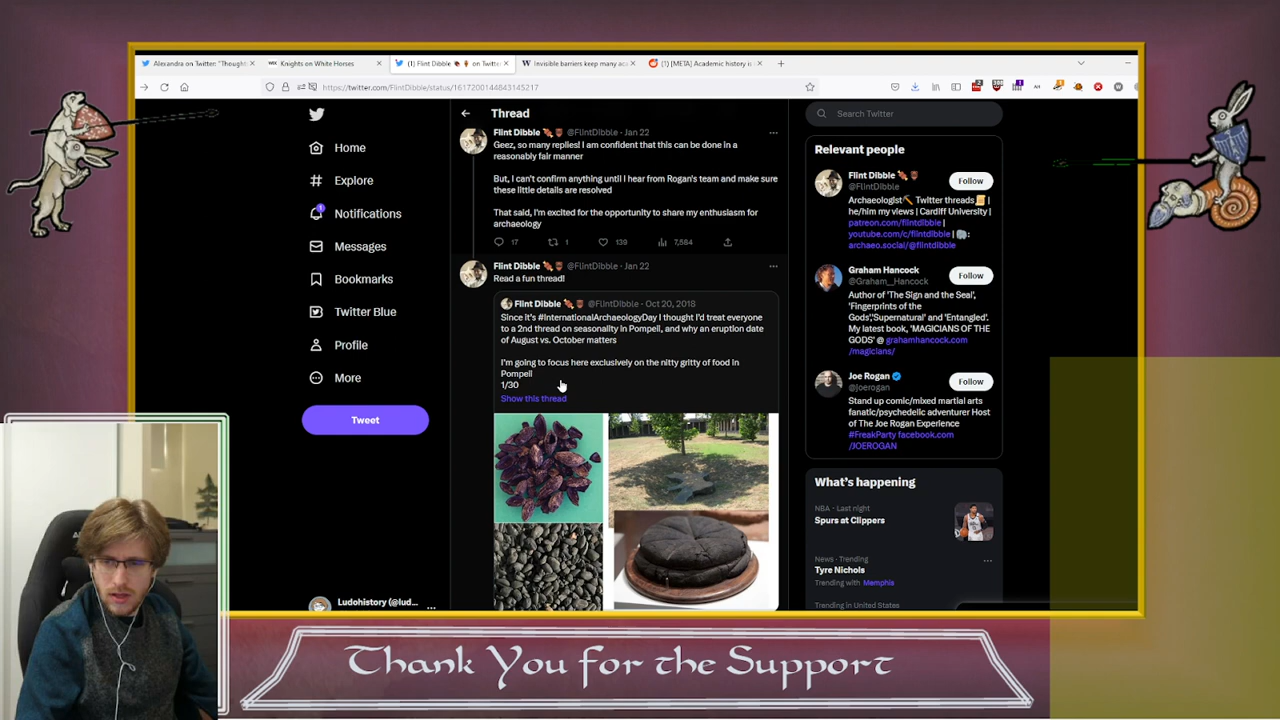 Alexandra on Twitter: "Thought
Knights on White Horses
(1) Flint Dibble on Twitter
Invisible barriers keep many ac
(1) [META] Academic history is
https://twitter.com/FlintDibble/status/1617200144843145217
Thread
Search Twitter
Home
Explore
Notifications
Messages
Bookmarks
Twitter Blue
Profile
More
Tweet
Ludohistory (@lud...
Flint Dibble @FlintDibble - Jan 22
Geez, so many replies! I am confident that this can be done in a
reasonably fair manner
But, I can't confirm anything until I hear from Rogan's team and make sure
these little details are resolved
That said, I'm excited for the opportunity to share my enthusiasm for
archaeology
17 1 139 7,584
Flint Dibble @FlintDibble - Jan 22
Read a fun thread!
Flint Dibble @FlintDibble - Oct 20, 2018
Since it's #InternationalArchaeologyDay I thought I'd treat everyone
to a 2nd thread on seasonality in Pompeii, and why an eruption date
of August vs. October matters
I'm going to focus here exclusively on the nitty gritty of food in
Pompeii
1/30
Show this thread
Relevant people
Flint Dibble
@FlintDibble
Follow
Archaeologist Twitter threads |
he/him my views | Cardiff University |
patreon.com/flintdibble |
youtube.com/c/flintdibble |
archaeo.social/@flintdibble
Graham Hancock
@Graham__Hancock
Follow
Author of 'The Sign and the Seal',
'Fingerprints of the
Gods','Supernatural' and 'Entangled'.
My latest book, 'MAGICIANS OF THE
GODS' @ grahamhancock.com
/magicians/
Joe Rogan
@joerogan
Follow
Stand up comic/mixed martial arts
fanatic/psychedelic adventurer Host
of The Joe Rogan Experience
#FreakParty facebook.com
/JOEROGAN
What's happening
NBA - Last night
Spurs at Clippers
News - Trending
Tyre Nichols
Trending with Memphis
Trending in United States
Thank You for the Support